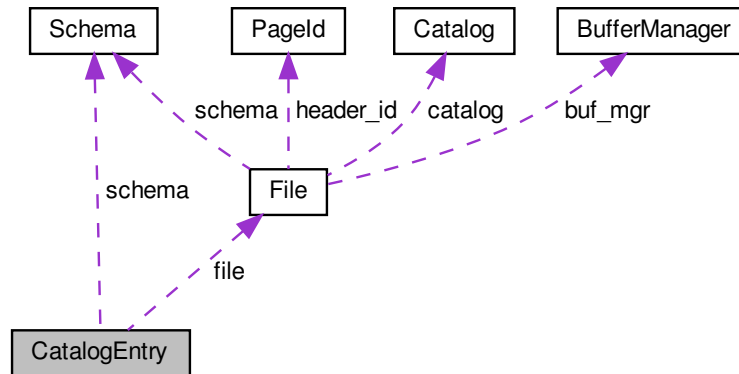 Schema
PageId
Catalog
BufferManager
schema
header_id
catalog
buf_mgr
File
schema
file
CatalogEntry